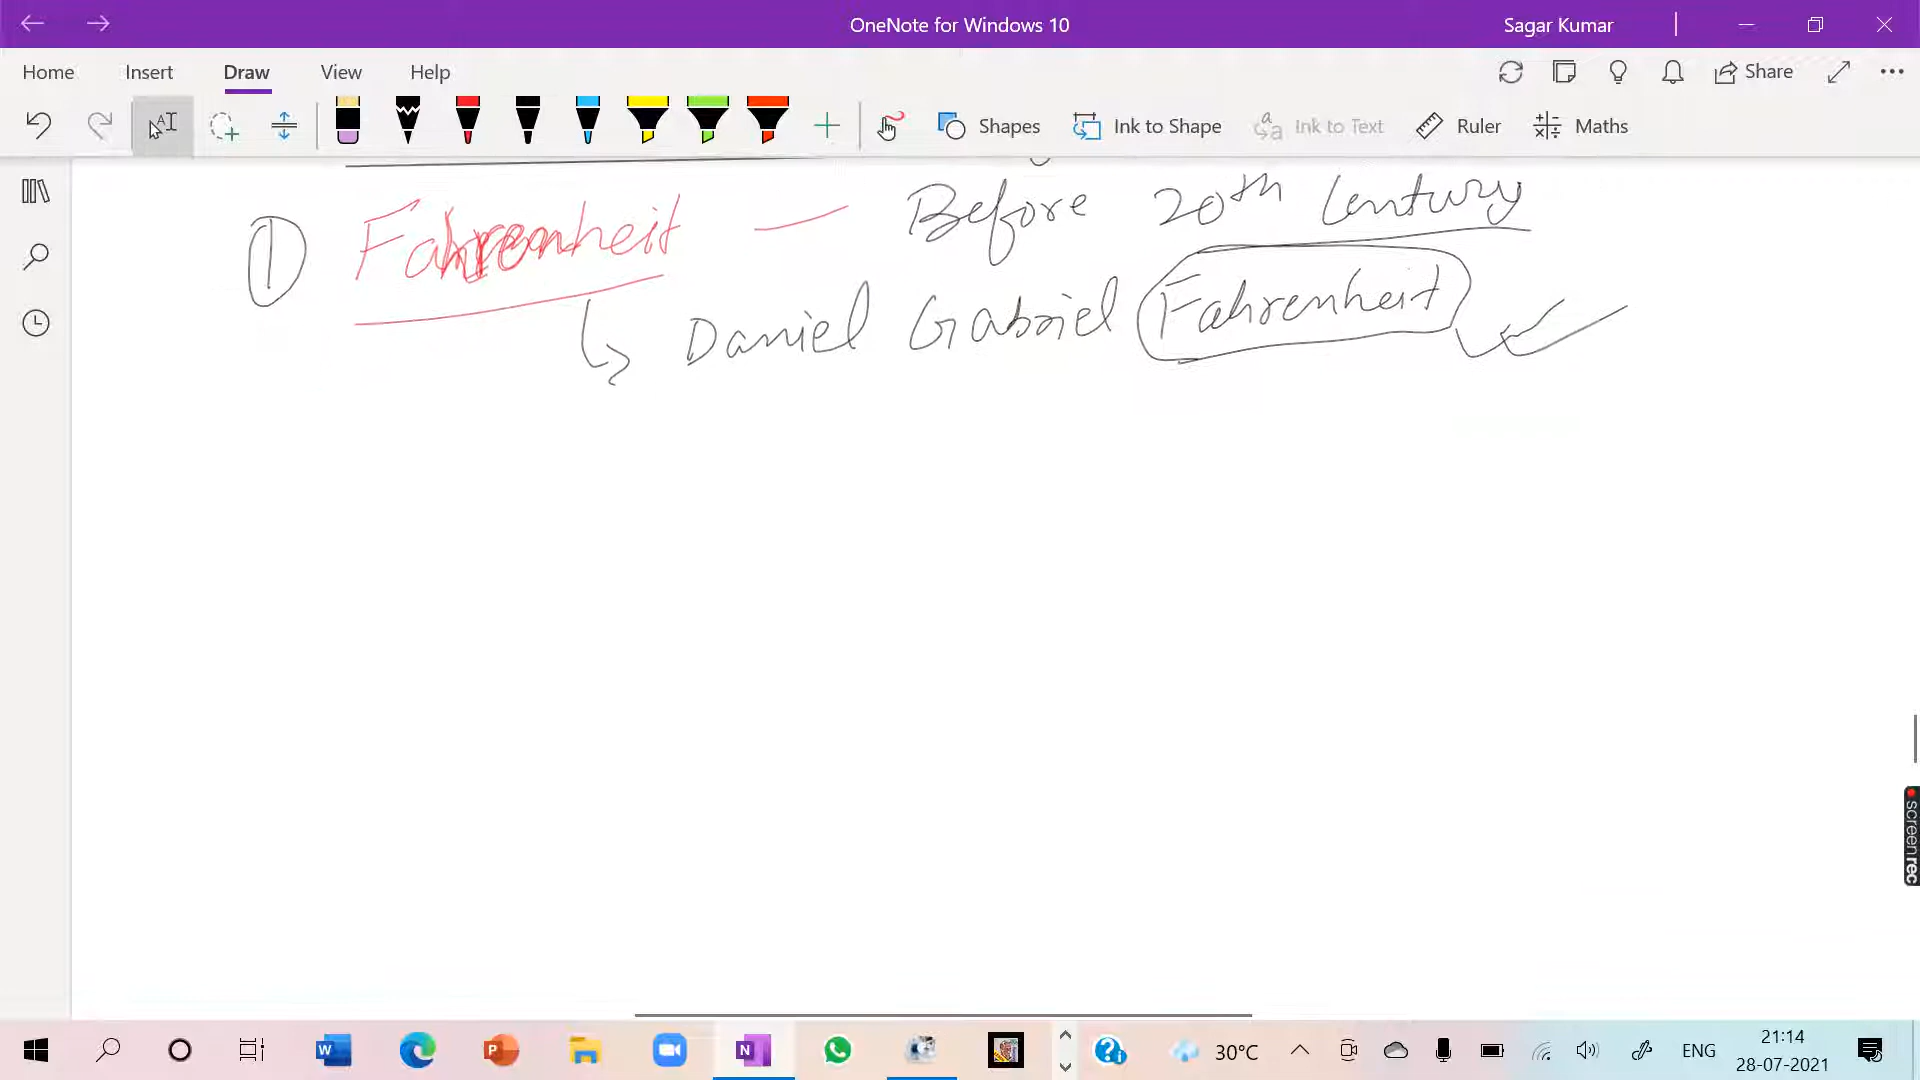 OneNote for Windows 10
Sagar Kumar
Home Insert Draw View Help
Share
Shapes Ink to Shape Ink to Text Ruler Maths
① Fahrenheit — Before 20th Century
↳ Daniel Gabriel Fahrenheit
screenrec
30°C
ENG
21:14
28-07-2021